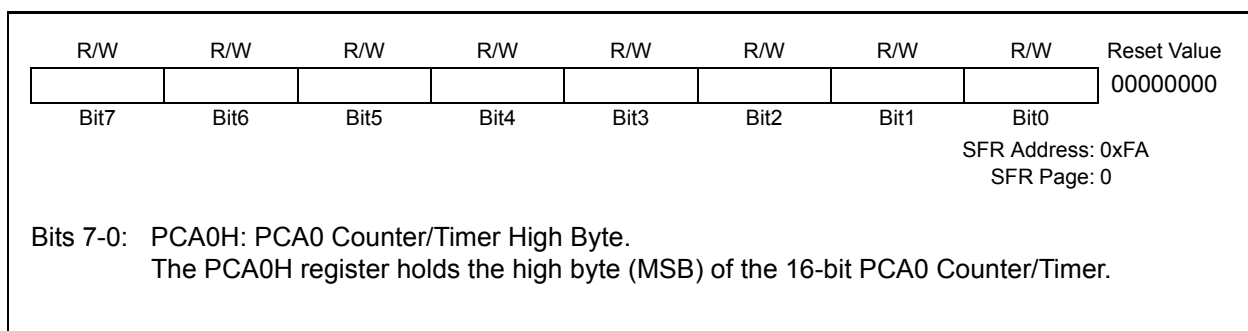 R/W R/W R/W R/W R/W R/W R/W R/W Reset Value
00000000
Bit7 Bit6 Bit5 Bit4 Bit3 Bit2 Bit1 Bit0
SFR Address: 0xFA
SFR Page: 0
Bits 7-0: PCA0H: PCA0 Counter/Timer High Byte.
The PCA0H register holds the high byte (MSB) of the 16-bit PCA0 Counter/Timer.